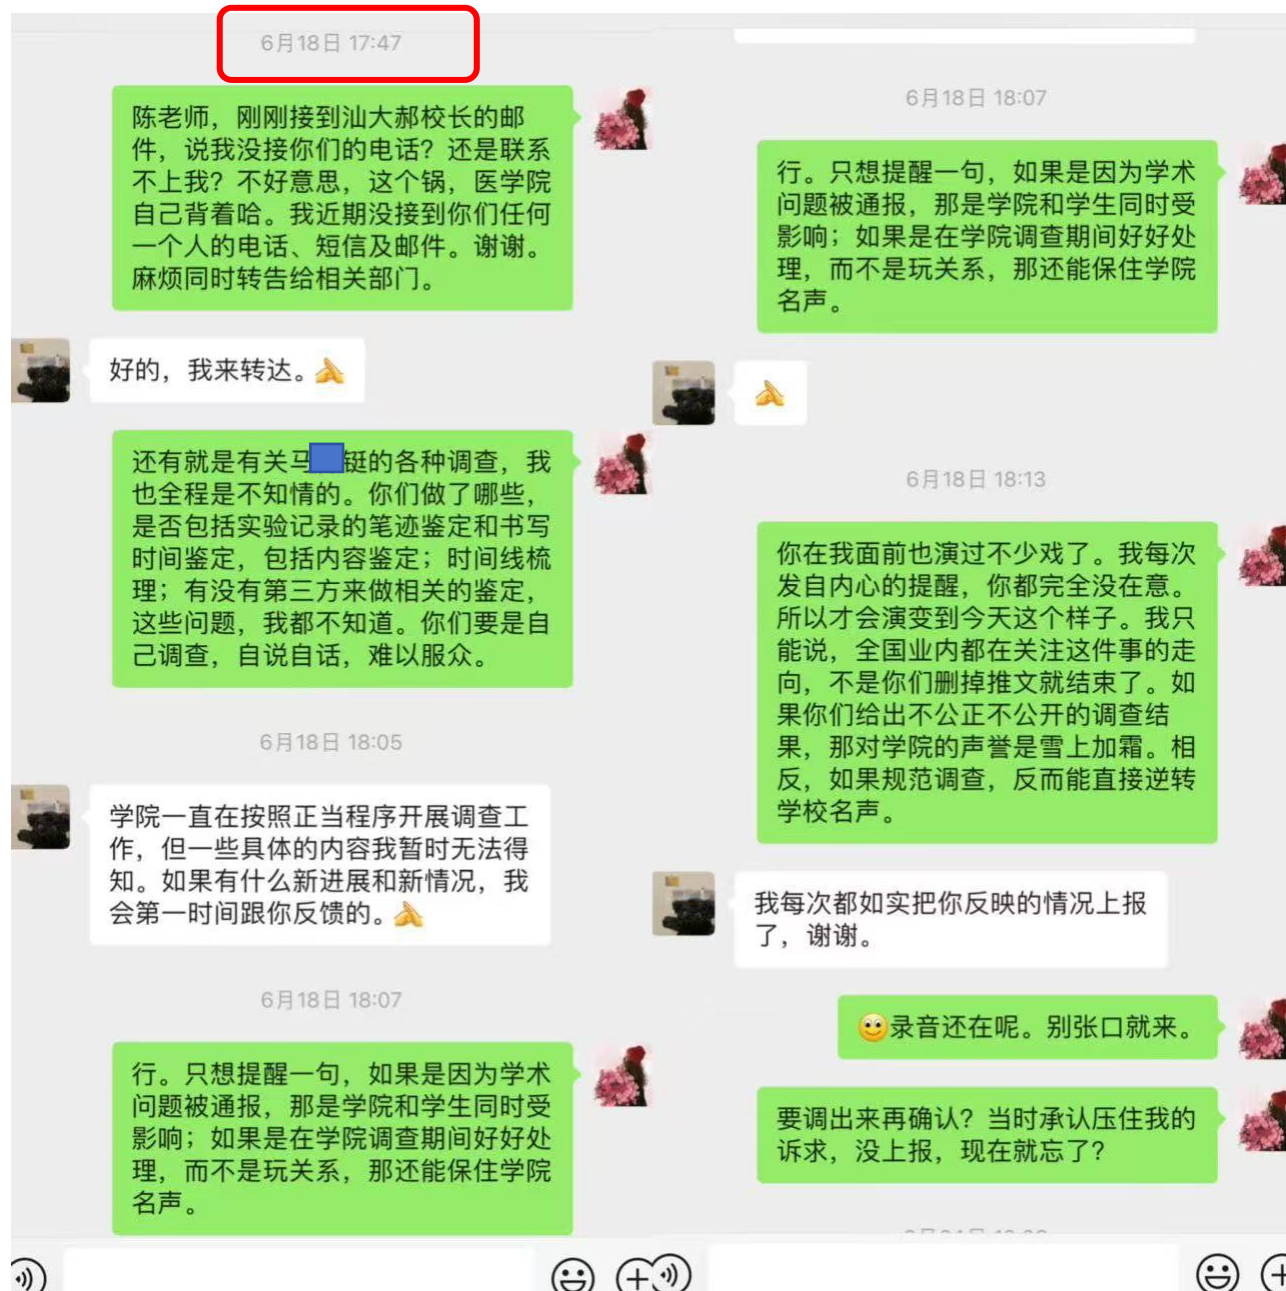 6月18日 17:47
陈老师，刚刚接到汕大郝校长的邮
件，说我没接你们的电话？还是联系
不上我？不好意思，这个锅，医学院
自己背着哈。我近期没接到你们任何
一个人的电话、短信及邮件。谢谢。
麻烦同时转告给相关部门。
好的，我来转达。
还有就是有关马 铤的各种调查，我
也全程是不知情的。你们做了哪些，
是否包括实验记录的笔迹鉴定和书写
时间鉴定，包括内容鉴定；时间线梳
理；有没有第三方来做相关的鉴定，
这些问题，我都不知道。你们要是自
己调查，自说自话，难以服众。
6月18日 18:05
学院一直在按照正当程序开展调查工
作，但一些具体的内容我暂时无法得
知。如果有什么新进展和新情况，我
会第一时间跟你反馈的。
6月18日 18:07
行。只想提醒一句，如果是因为学术
问题被通报，那是学院和学生同时受
影响；如果是在学院调查期间好好处
理，而不是玩关系，那还能保住学院
名声。
6月18日 18:07
行。只想提醒一句，如果是因为学术
问题被通报，那是学院和学生同时受
影响；如果是在学院调查期间好好处
理，而不是玩关系，那还能保住学院
名声。
6月18日 18:13
你在我面前也演过不少戏了。我每次
发自内心的提醒，你都完全没在意。
所以才会演变到今天这个样子。我只
能说，全国业内都在关注这件事的走
向，不是你们删掉推文就结束了。如
果你们给出不公正不公开的调查结
果，那对学院的声誉是雪上加霜。相
反，如果规范调查，反而能直接逆转
学校名声。
我每次都如实把你反映的情况上报
了，谢谢。
录音还在呢。别张口就来。
要调出来再确认？当时承认压住我的
诉求，没上报，现在就忘了？